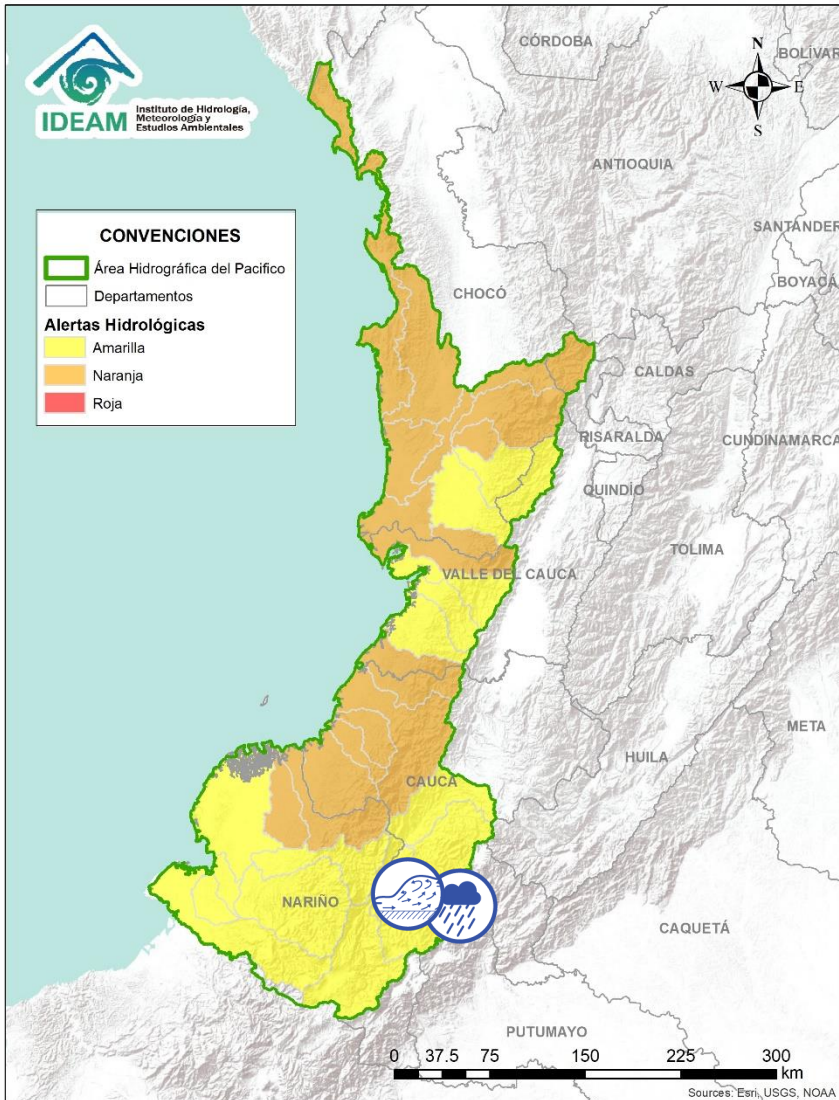 IDEAM
Instituto de Hidrología,
Meteorología y
Estudios Ambientales
CONVENCIONES
Área Hidrográfica del Pacifico
Departamentos
Alertas Hidrológicas
Amarilla
Naranja
Roja
N
W E
S
CÓRDOBA
BOLÍVAR
ANTIOQUIA
SANTANDER
BOYACÁ
CHOCÓ
CALDAS
RISARALDA
CUNDINAMARCA
QUINDÍO
TOLIMA
VALLE DEL CAUCA
META
HUILA
CAUCA
NARIÑO
CAQUETÁ
PUTUMAYO
0 37.5 75 150 225 300
km
Sources: Esri, USGS, NOAA